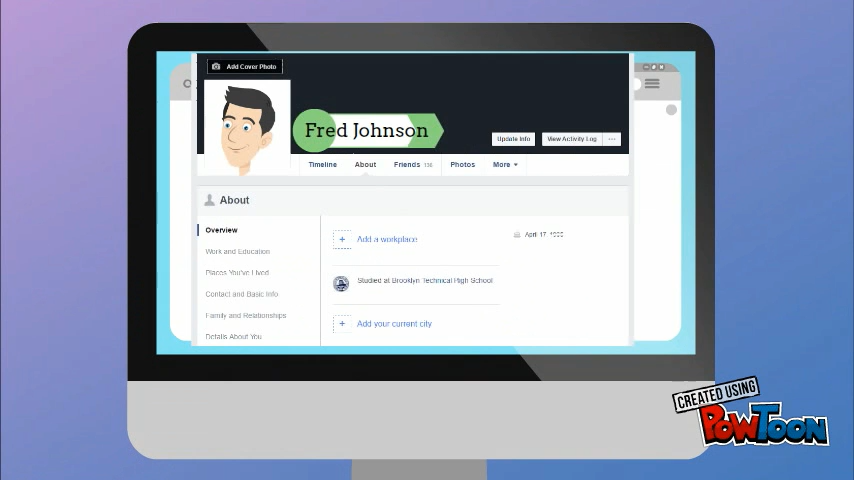 Add Cover Photo
Fred Johnson
Update Info
View Activity Log
...
Timeline
About
Friends 136
Photos
More
About
Overview
Work and Education
Places You've Lived
Contact and Basic Info
Family and Relationships
Details About You
+ Add a workplace
Studied at Brooklyn Technical High School
+ Add your current city
April 17,
CREATED USING
POWTOON